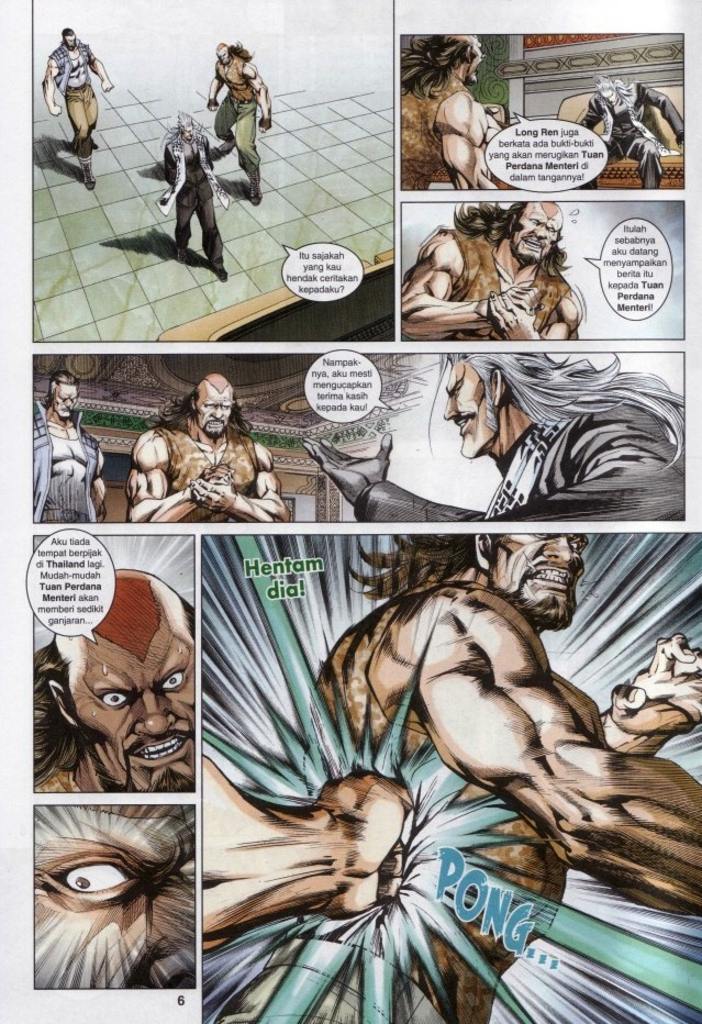 Itu sajakah
yang kau
hendak ceritakan
kepadaku?
Long Ren juga
berkata ada bukti-bukti
yang akan merugikan Tuan
Perdana Menteri di
dalam tangannya!
Itulah
sebabnya
aku datang
menyampaikan
berita itu
kepada Tuan
Perdana
Menteri!
Nampak-
nya, aku mesti
mengucapkan
terima kasih
kepada kau!
Aku tiada
tempat berpijak
di Thailand lagi.
Mudah-mudah
Tuan Perdana
Menteri akan
memberi sedikit
ganjaran...
Hentam
dia!
PONG...
6